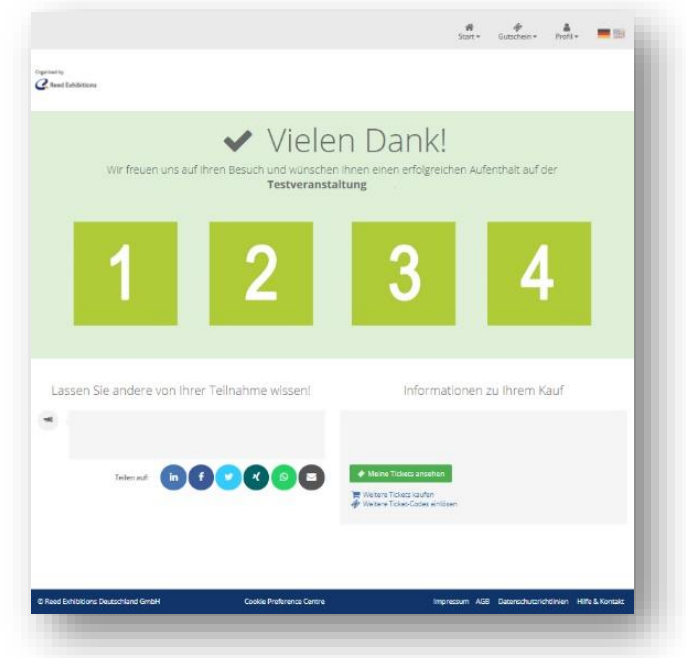 Start
Gutschein
Profil
Organised by
Reed Exhibitions
Vielen Dank!
Wir freuen uns auf Ihren Besuch und wünschen Ihnen einen erfolgreichen Aufenthalt auf der
Testveranstaltung
1
2
3
4
Lassen Sie andere von Ihrer Teilnahme wissen!
Informationen zu Ihrem Kauf
Teilen auf:
in
f
Meine Tickets ansehen
Weitere Tickets kaufen
Weitere Ticket-Codes einlösen
© Reed Exhibitions Deutschland GmbH
Cookie Preference Centre
Impressum AGB Datenschutzrichtlinien Hilfe & Kontakt